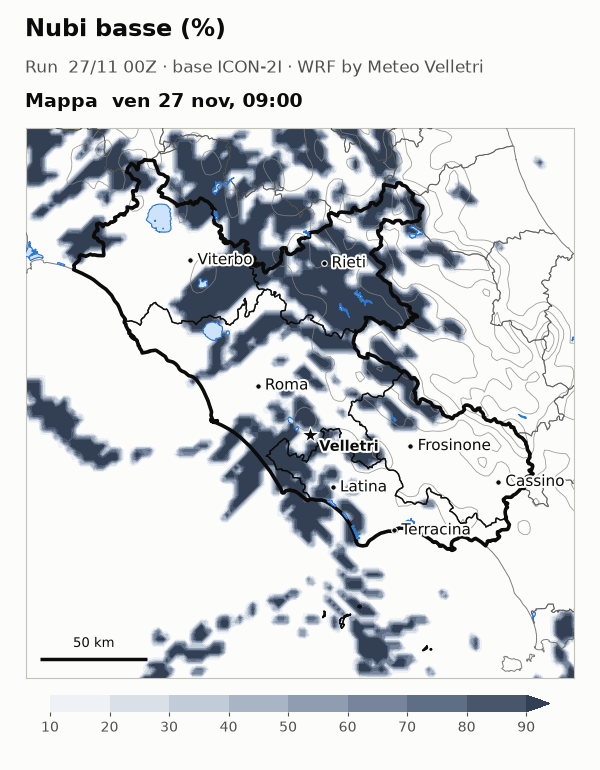 Nubi basse (%)
Run  27/11 00Z · base ICON-2I · WRF by Meteo Velletri
Mappa  ven 27 nov, 09:00
Viterbo
Rieti
Roma
Velletri
Frosinone
Latina
Cassino
Terracina
50 km
10 20 30 40 50 60 70 80 90